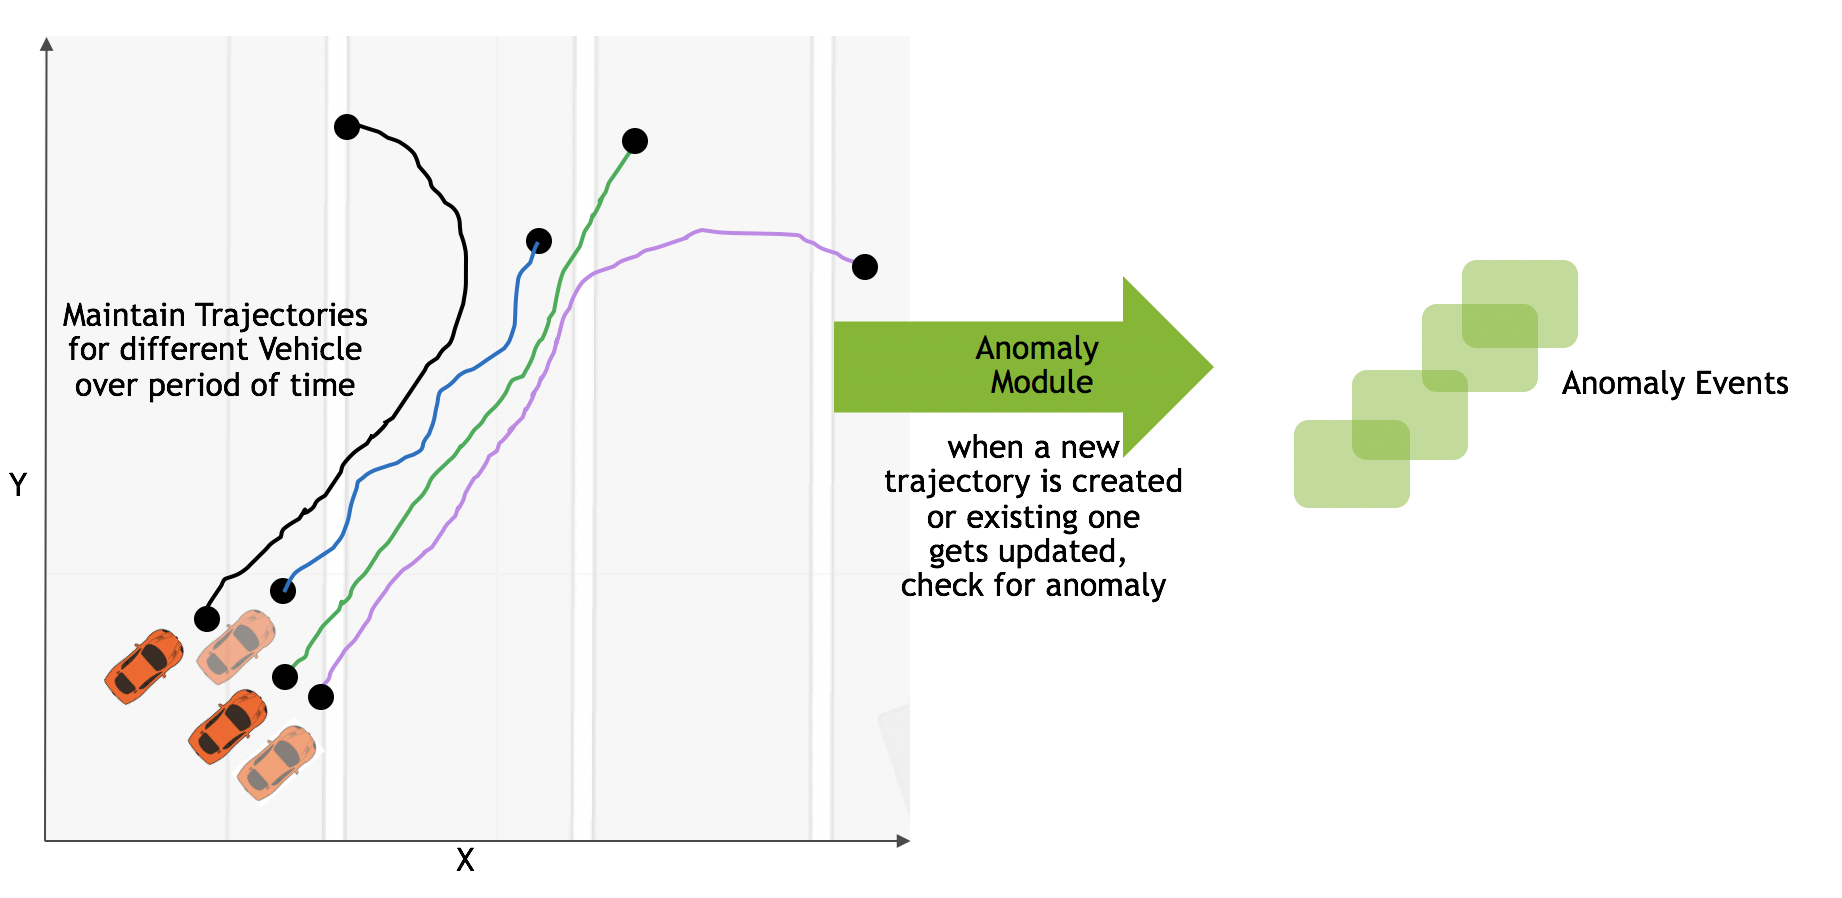 Maintain Trajectories
for different Vehicle
over period of time
Y
X
Anomaly
Module
when a new
trajectory is created
or existing one
gets updated,
check for anomaly
Anomaly Events